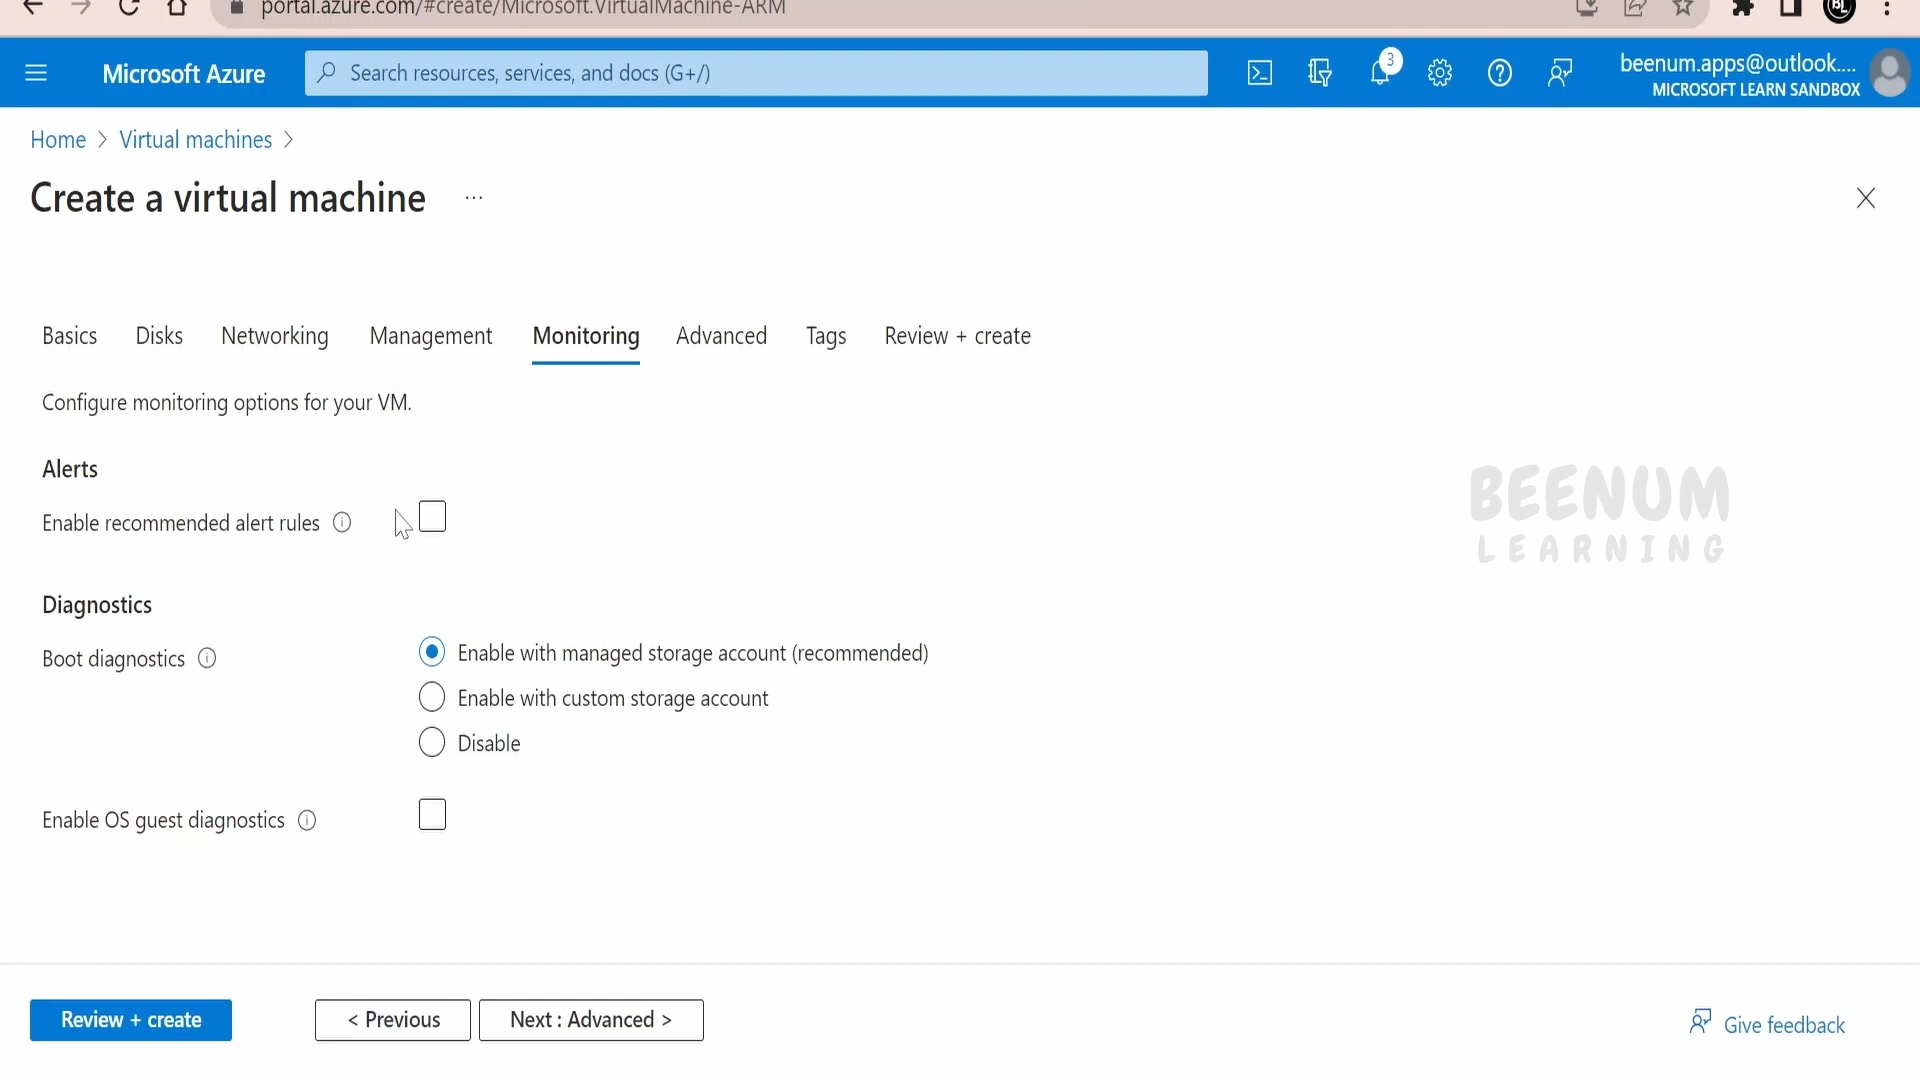 portal.azure.com/#create/Microsoft.VirtualMachine-ARM
BL
Microsoft Azure
Search resources, services, and docs (G+/)
3
beenum.apps@outlook....
MICROSOFT LEARN SANDBOX
Home > Virtual machines >
Create a virtual machine ...
Basics Disks Networking Management Monitoring Advanced Tags Review + create
Configure monitoring options for your VM.
Alerts
Enable recommended alert rules
BEENUM
LEARNING
Diagnostics
Boot diagnostics
Enable with managed storage account (recommended)
Enable with custom storage account
Disable
Enable OS guest diagnostics
Review + create
< Previous
Next : Advanced >
Give feedback